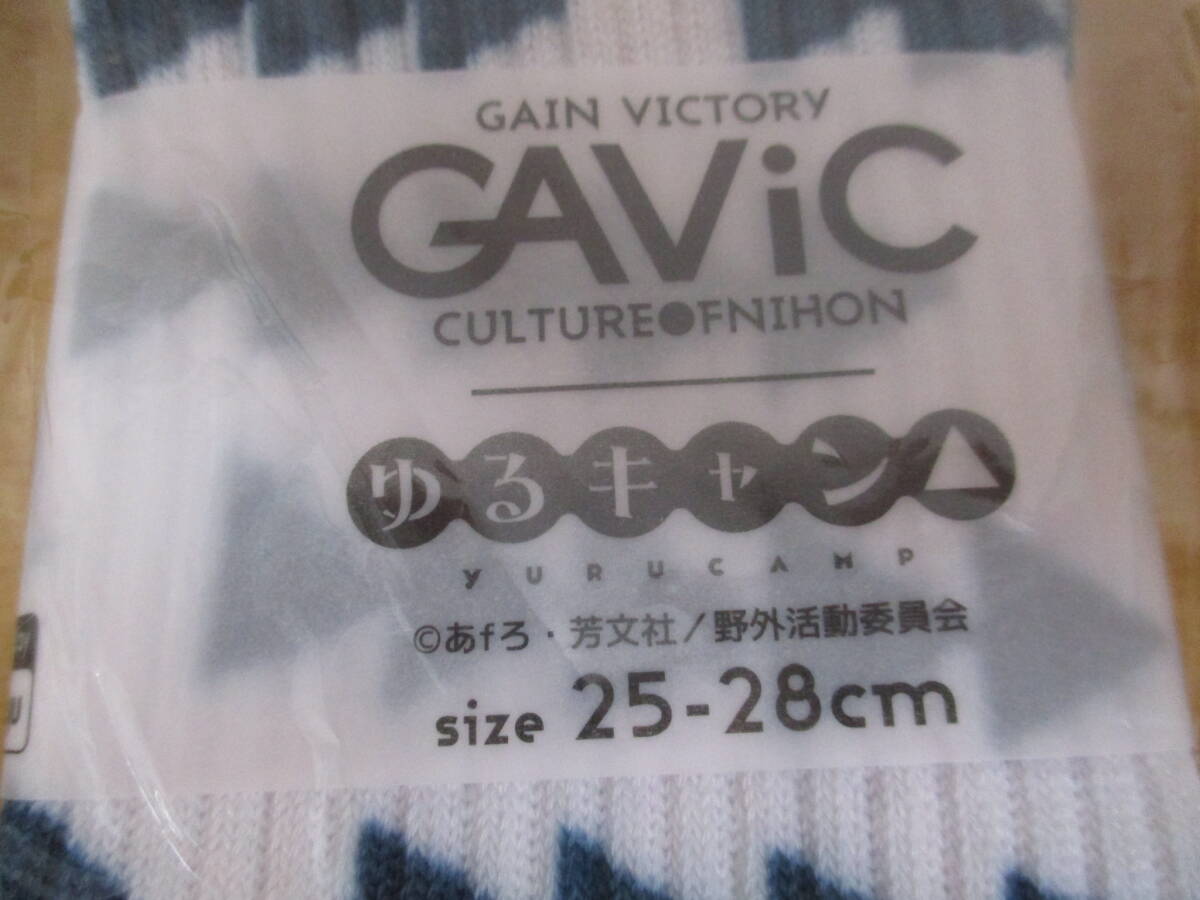 GAIN VICTORY
GAViC
CULTURE●FNIHON
ゆるキャン△
YURUCAMP
©あfろ・芳文社/野外活動委員会
size 25-28cm